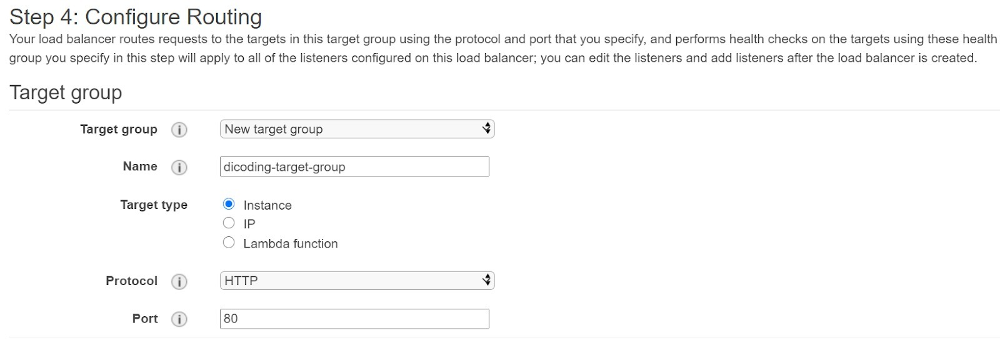 Step 4: Configure Routing
Your load balancer routes requests to the targets in this target group using the protocol and port that you specify, and performs health checks on the targets using these health
group you specify in this step will apply to all of the listeners configured on this load balancer; you can edit the listeners and add listeners after the load balancer is created.
Target group
Target group i New target group
Name i dicoding-target-group
Target type Instance
IP
Lambda function
Protocol i HTTP
Port i 80